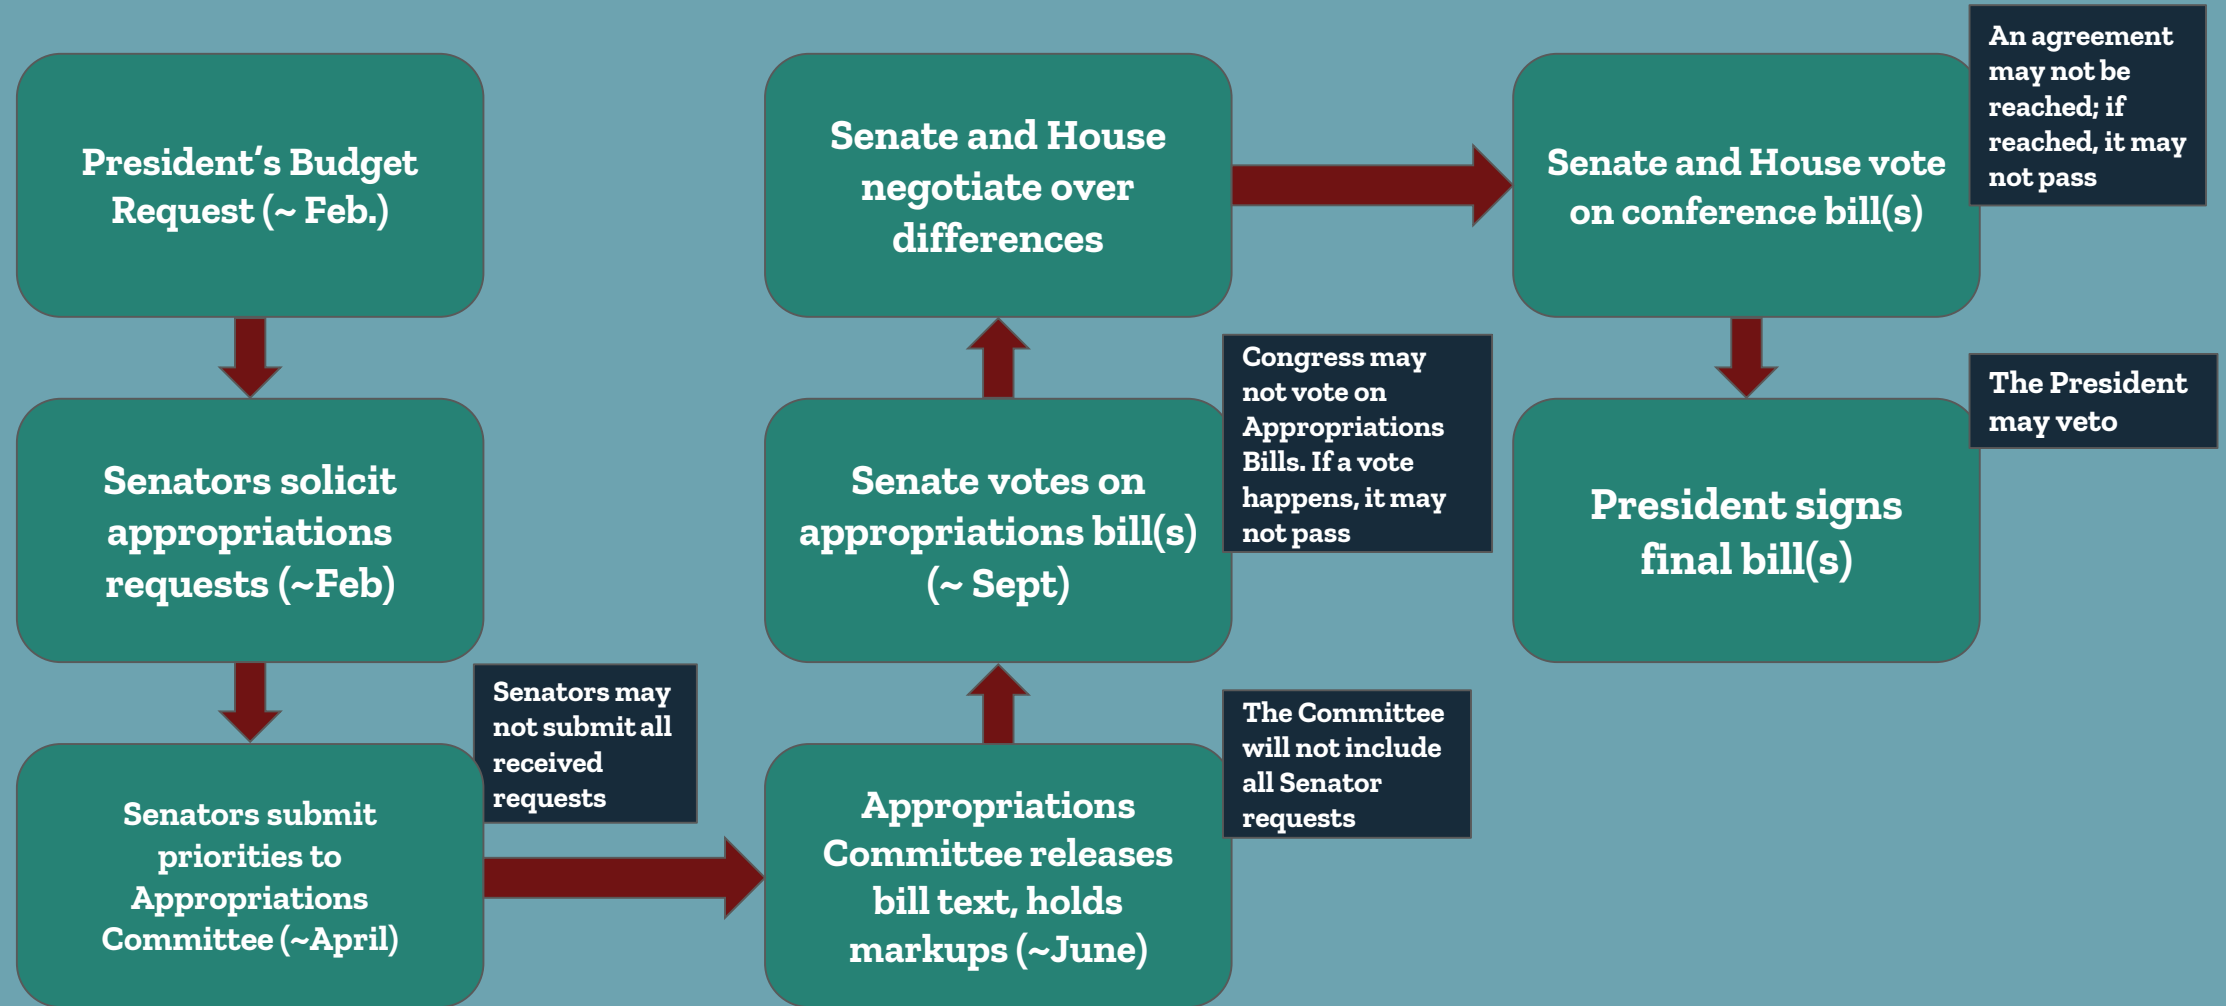 President's Budget
Request (~ Feb.)
Senators solicit
appropriations
requests (~Feb)
Senators submit
priorities to
Appropriations
Committee (~April)
Senators may
not submit all
received
requests
Appropriations
Committee releases
bill text, holds
markups (~June)
The Committee
will not include
all Senator
requests
Senate votes on
appropriations bill(s)
(~ Sept)
Congress may
not vote on
Appropriations
Bills. If a vote
happens, it may
not pass
Senate and House
negotiate over
differences
Senate and House vote
on conference bill(s)
An agreement
may not be
reached; if
reached, it may
not pass
President signs
final bill(s)
The President
may veto